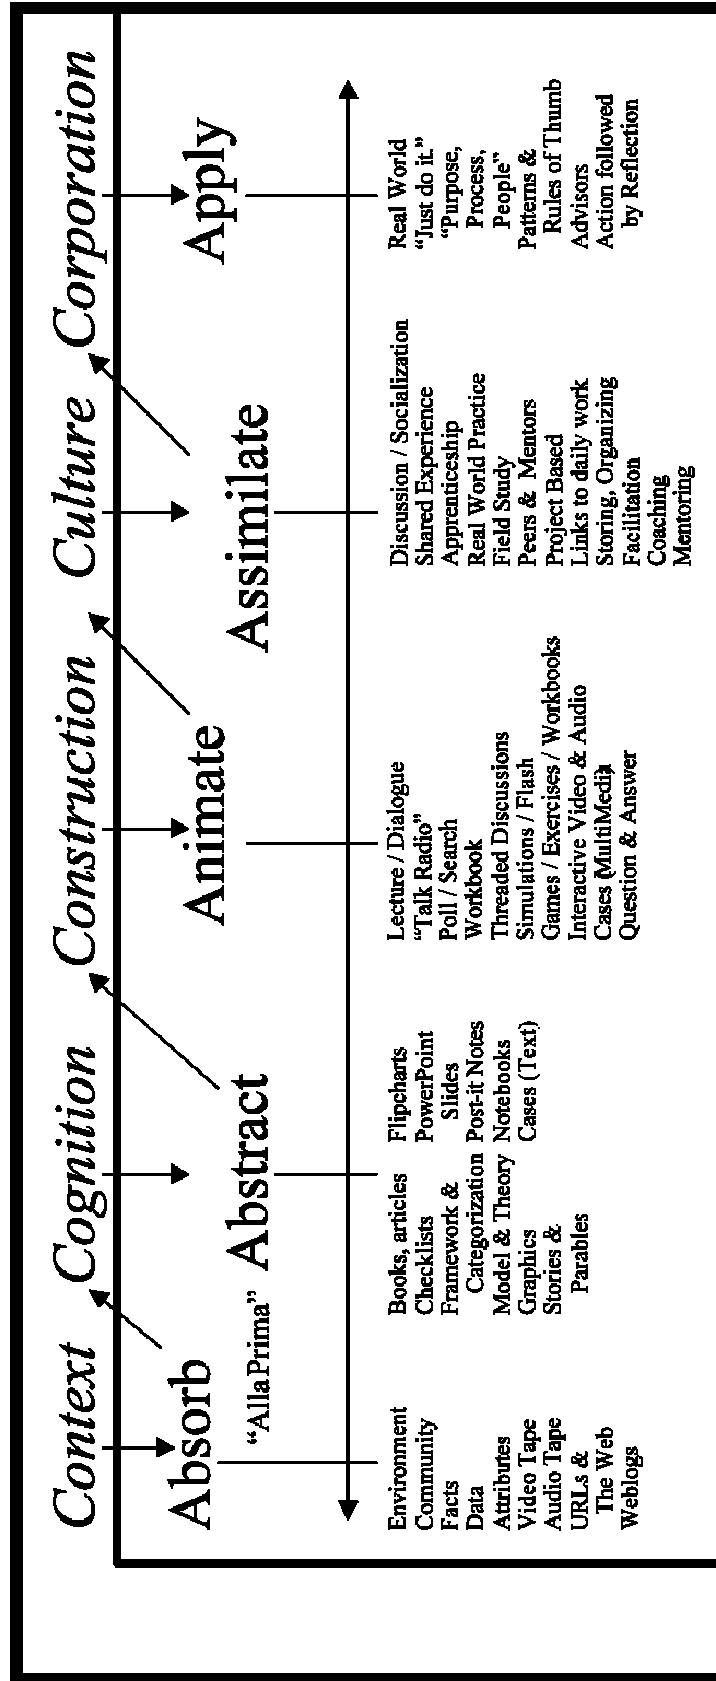 Context
Cognition
Construction
Culture
Corporation
Absorb
Abstract
Animate
Assimilate
Apply
“AllaPrima”
Environment
Community
Facts
Data
Attributes
Video Tape
Audio Tape
URLs &
The Web
Weblogs
Books, articles
Checklists
Framework &
Categorization
Model & Theory
Graphics
Stories &
Parables
Flipcharts
PowerPoint
Slides
Post-it Notes
Notebooks
Cases (Text)
Lecture / Dialogue
“Talk Radio”
Poll / Search
Workbook
Threaded Discussions
Simulations / Flash
Games / Exercises / Workbooks
Interactive Video & Audio
Cases (MultiMedia)
Question & Answer
Discussion / Socialization
Shared Experience
Apprenticeship
Real World Practice
Field Study
Peers & Mentors
Project Based
Links to daily work
Storing, Organizing
Facilitation
Coaching
Mentoring
Real World
“Just do it.”
“Purpose,
Process,
People”
Patterns &
Rules of Thumb
Advisors
Action followed
by Reflection